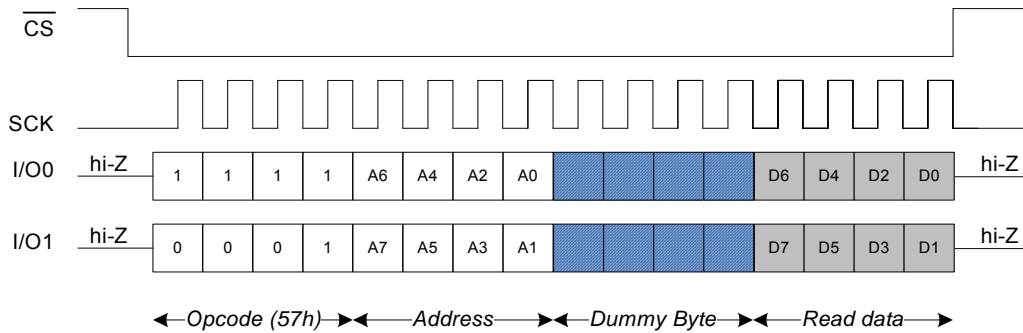 CS
SCK
I/O0 hi-Z 1 1 1 1 A6 A4 A2 A0 D6 D4 D2 D0 hi-Z
I/O1 hi-Z 0 0 0 1 A7 A5 A3 A1 D7 D5 D3 D1 hi-Z
Opcode (57h) Address Dummy Byte Read data